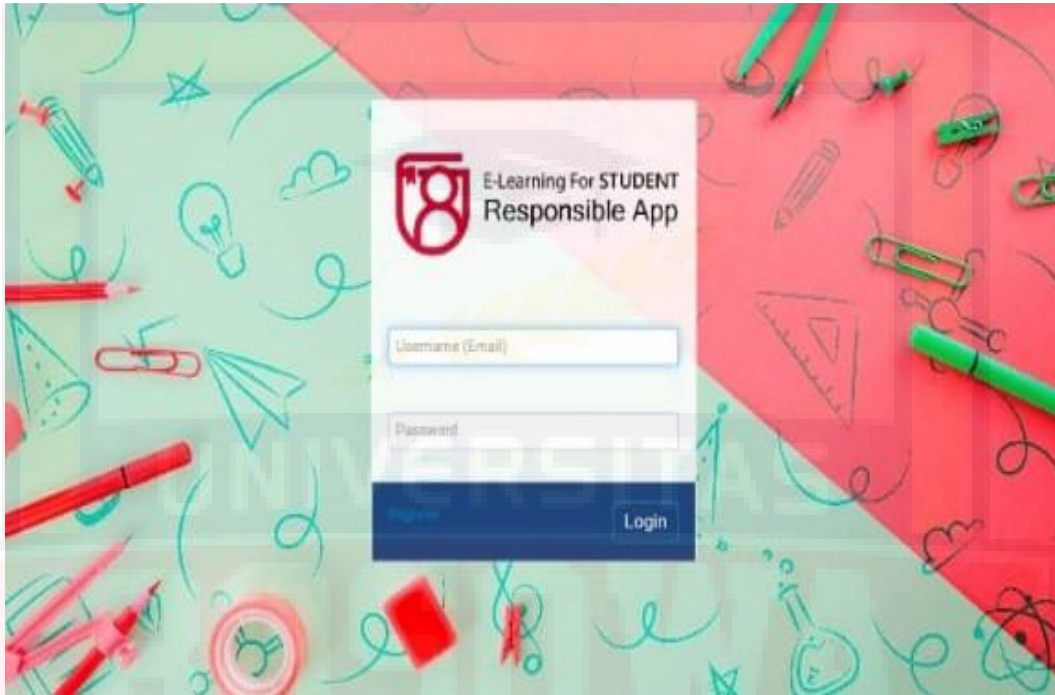 E-Learning For STUDENT
Responsible App
Username (Email)
Password
Register
Login
UNIVERSITAS